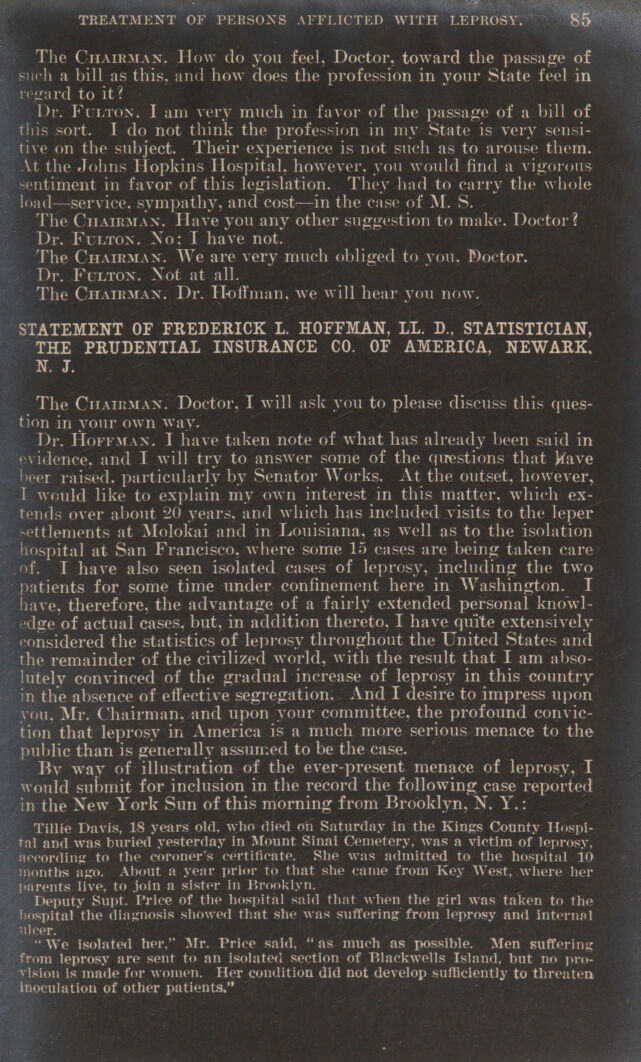 TREATMENT OF PERSONS AFFLICTED WITH LEPROSY. 85
The CHAIRMAN. How do you feel, Doctor, toward the passage of
such a bill as this, and how does the profession in your State feel in
regard to it?
Dr. FULTON. I am very much in favor of the passage of a bill of
this sort. I do not think the profession in my State is very sensi-
tive on the subject. Their experience is not such as to arouse them.
At the Johns Hopkins Hospital, however, you would find a vigorous
sentiment in favor of this legislation. They had to carry the whole
load—service, sympathy, and cost—in the case of M. S.
The CHAIRMAN. Have you any other suggestion to make, Doctor?
Dr. FULTON. No; I have not.
The CHAIRMAN. We are very much obliged to you, Doctor.
Dr. FULTON. Not at all.
The CHAIRMAN. Dr. Hoffman, we will hear you now.
STATEMENT OF FREDERICK L. HOFFMAN, LL. D., STATISTICIAN,
THE PRUDENTIAL INSURANCE CO. OF AMERICA, NEWARK,
N. J.
The CHAIRMAN. Doctor, I will ask you to please discuss this ques-
tion in your own way.
Dr. HOFFMAN. I have taken note of what has already been said in
evidence, and I will try to answer some of the questions that have
beer raised, particularly by Senator Works. At the outset, however,
I would like to explain my own interest in this matter, which ex-
tends over about 20 years, and which has included visits to the leper
settlements at Molokai and in Louisiana, as well as to the isolation
hospital at San Francisco, where some 15 cases are being taken care
of. I have also seen isolated cases of leprosy, including the two
patients for some time under confinement here in Washington. I
have, therefore, the advantage of a fairly extended personal knowl-
edge of actual cases, but, in addition thereto, I have quite extensively
considered the statistics of leprosy throughout the United States and
the remainder of the civilized world, with the result that I am abso-
lutely convinced of the gradual increase of leprosy in this country
in the absence of effective segregation. And I desire to impress upon
you, Mr. Chairman, and upon your committee, the profound convic-
tion that leprosy in America is a much more serious menace to the
public than is generally assumed to be the case.
By way of illustration of the ever-present menace of leprosy, I
would submit for inclusion in the record the following case reported
in the New York Sun of this morning from Brooklyn, N. Y.:
Tillie Davis, 18 years old, who died on Saturday in the Kings County Hospi-
tal and was buried yesterday in Mount Sinai Cemetery, was a victim of leprosy,
according to the coroner's certificate. She was admitted to the hospital 10
months ago. About a year prior to that she came from Key West, where her
parents live, to join a sister in Brooklyn.
Deputy Supt. Price of the hospital said that when the girl was taken to the
hospital the diagnosis showed that she was suffering from leprosy and internal
ulcer.
"We isolated her," Mr. Price said, "as much as possible. Men suffering
from leprosy are sent to an isolated section of Blackwells Island, but no pro-
vision is made for women. Her condition did not develop sufficiently to threaten
inoculation of other patients."